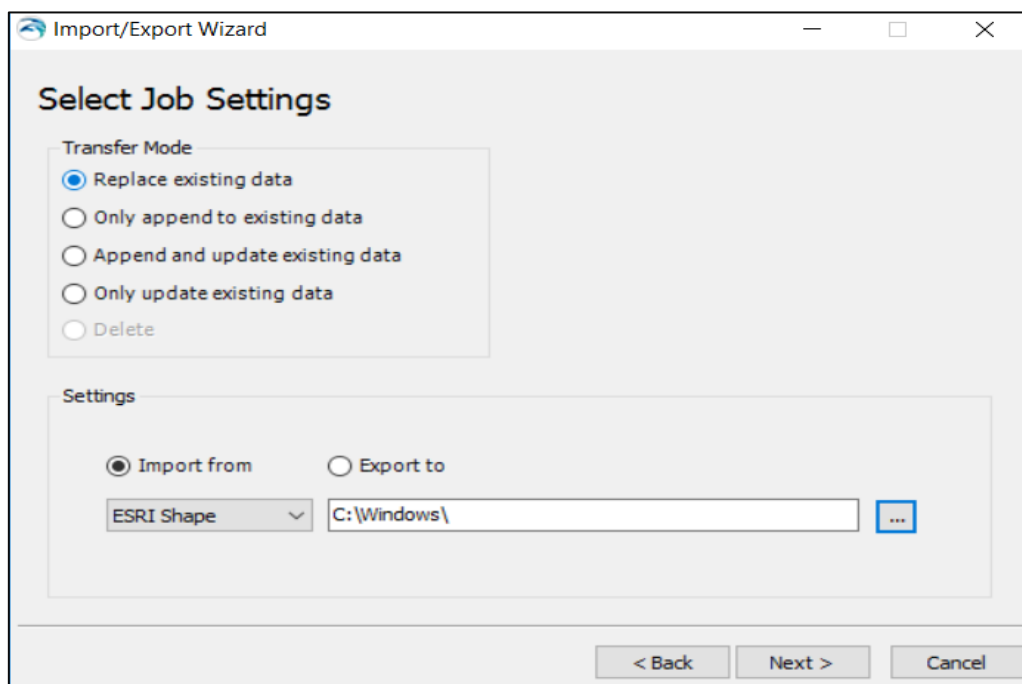 Import/Export Wizard
Select Job Settings
Transfer Mode
Replace existing data
Only append to existing data
Append and update existing data
Only update existing data
Delete
Settings
Import from Export to
ESRI Shape C:\Windows\ ...
< Back Next > Cancel